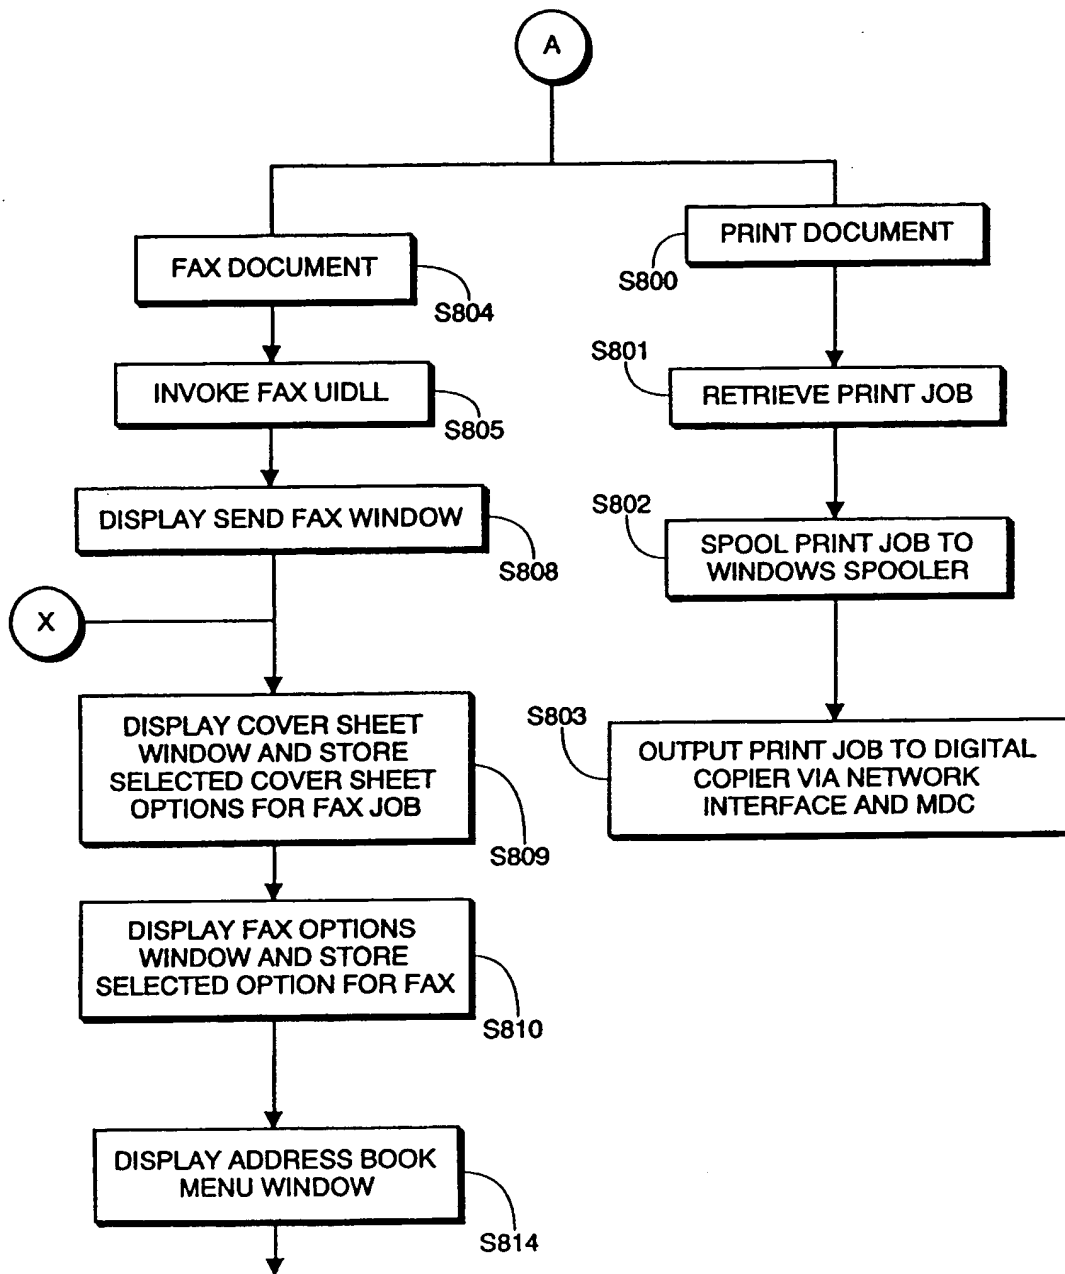 A
FAX DOCUMENT
S804
INVOKE FAX UIDLL
S805
DISPLAY SEND FAX WINDOW
S808
X
DISPLAY COVER SHEET
WINDOW AND STORE
SELECTED COVER SHEET
OPTIONS FOR FAX JOB
S809
DISPLAY FAX OPTIONS
WINDOW AND STORE
SELECTED OPTION FOR FAX
S810
DISPLAY ADDRESS BOOK
MENU WINDOW
S814
PRINT DOCUMENT
S800
S801
RETRIEVE PRINT JOB
S802
SPOOL PRINT JOB TO
WINDOWS SPOOLER
S803
OUTPUT PRINT JOB TO DIGITAL
COPIER VIA NETWORK
INTERFACE AND MDC